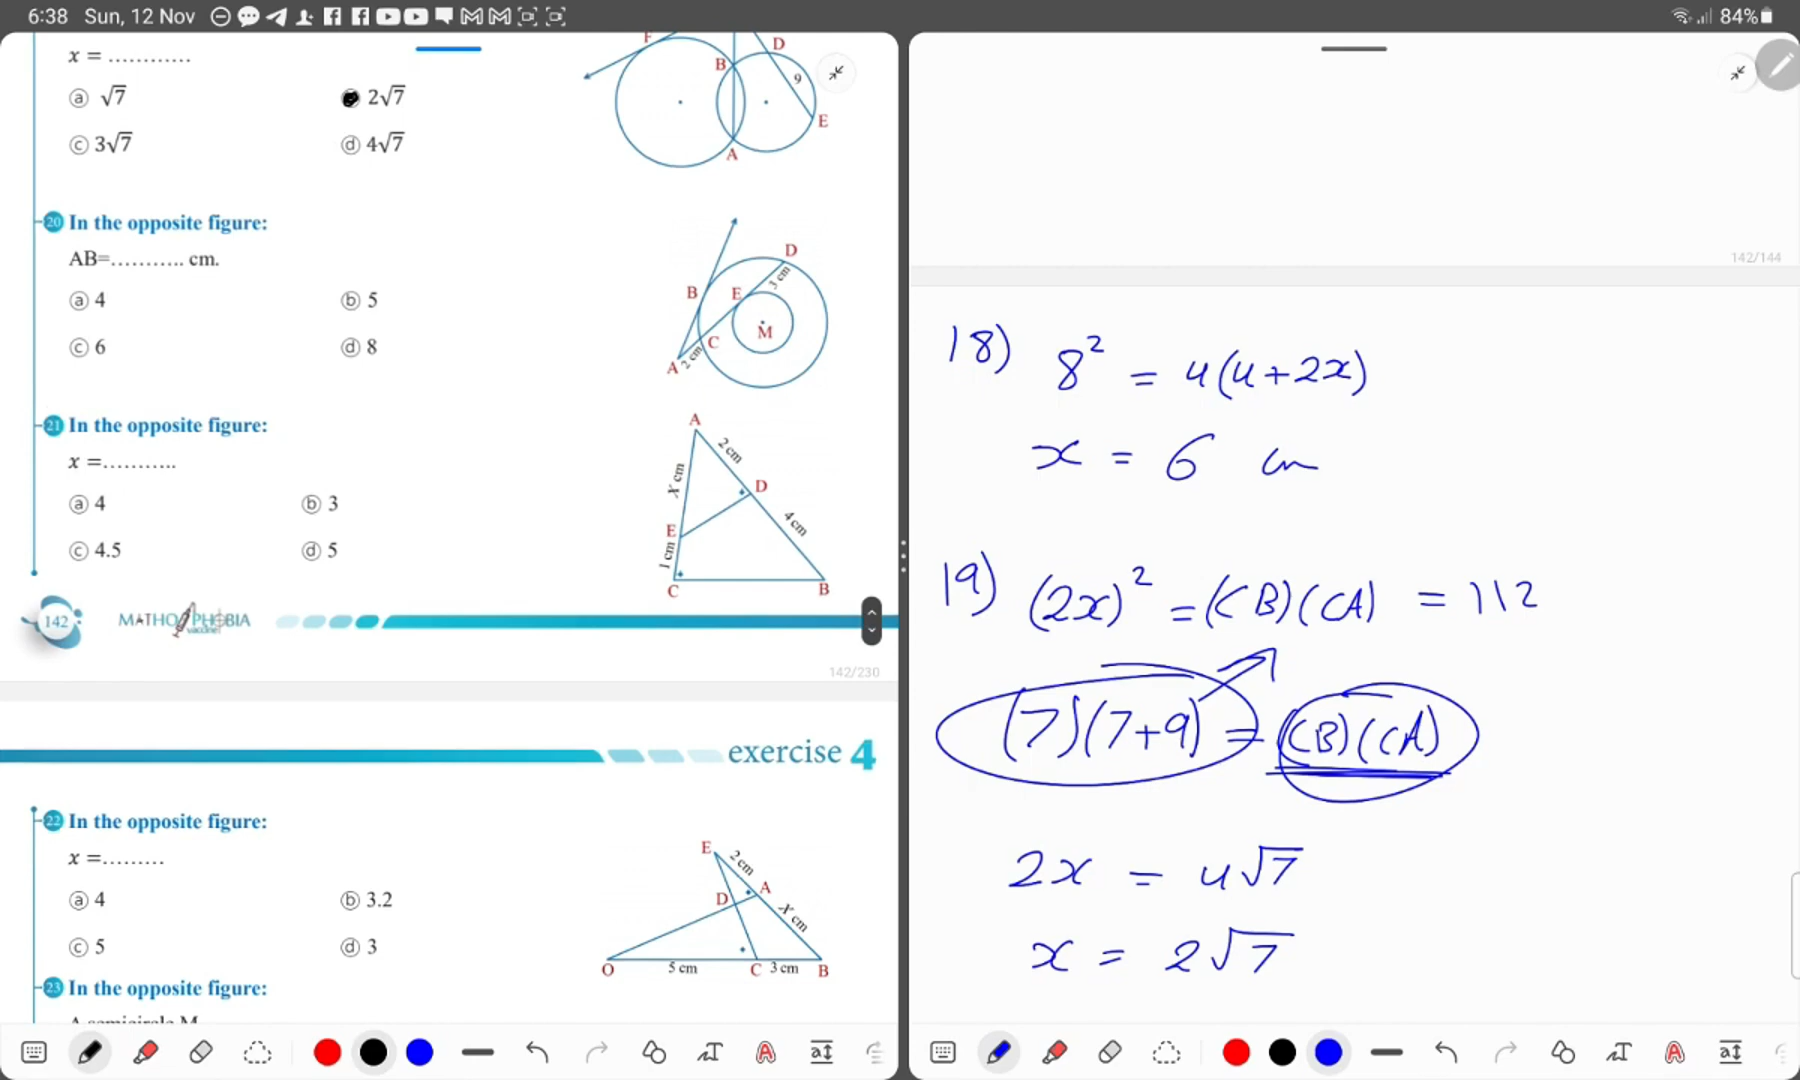 6:38 Sun, 12 Nov
84%
x = ............
ⓐ √7
2√7
ⓒ 3√7
ⓓ 4√7
F
D
B
9
E
A
20 In the opposite figure:
AB=........... cm.
ⓐ 4
ⓑ 5
ⓒ 6
ⓓ 8
D
3 cm
B
E
M
C
A
2 cm
21 In the opposite figure:
x =...........
ⓐ 4
ⓑ 3
ⓒ 4.5
ⓓ 5
A
2 cm
X cm
D
E
4 cm
1 cm
C
B
142
MATHOPHOBIA
vaccine
142/230
exercise 4
22 In the opposite figure:
x =.........
ⓐ 4
ⓑ 3.2
ⓒ 5
ⓓ 3
E
2 cm
A
D
X cm
O
5 cm
C
3 cm
B
23 In the opposite figure:
A semicircle M
142/144
18) 8² = 4(4+2x)
x = 6 cm
19) (2x)² = (CB)(CA) = 112
(7)(7+9) = (CB)(CA)
2x = 4√7
x = 2√7